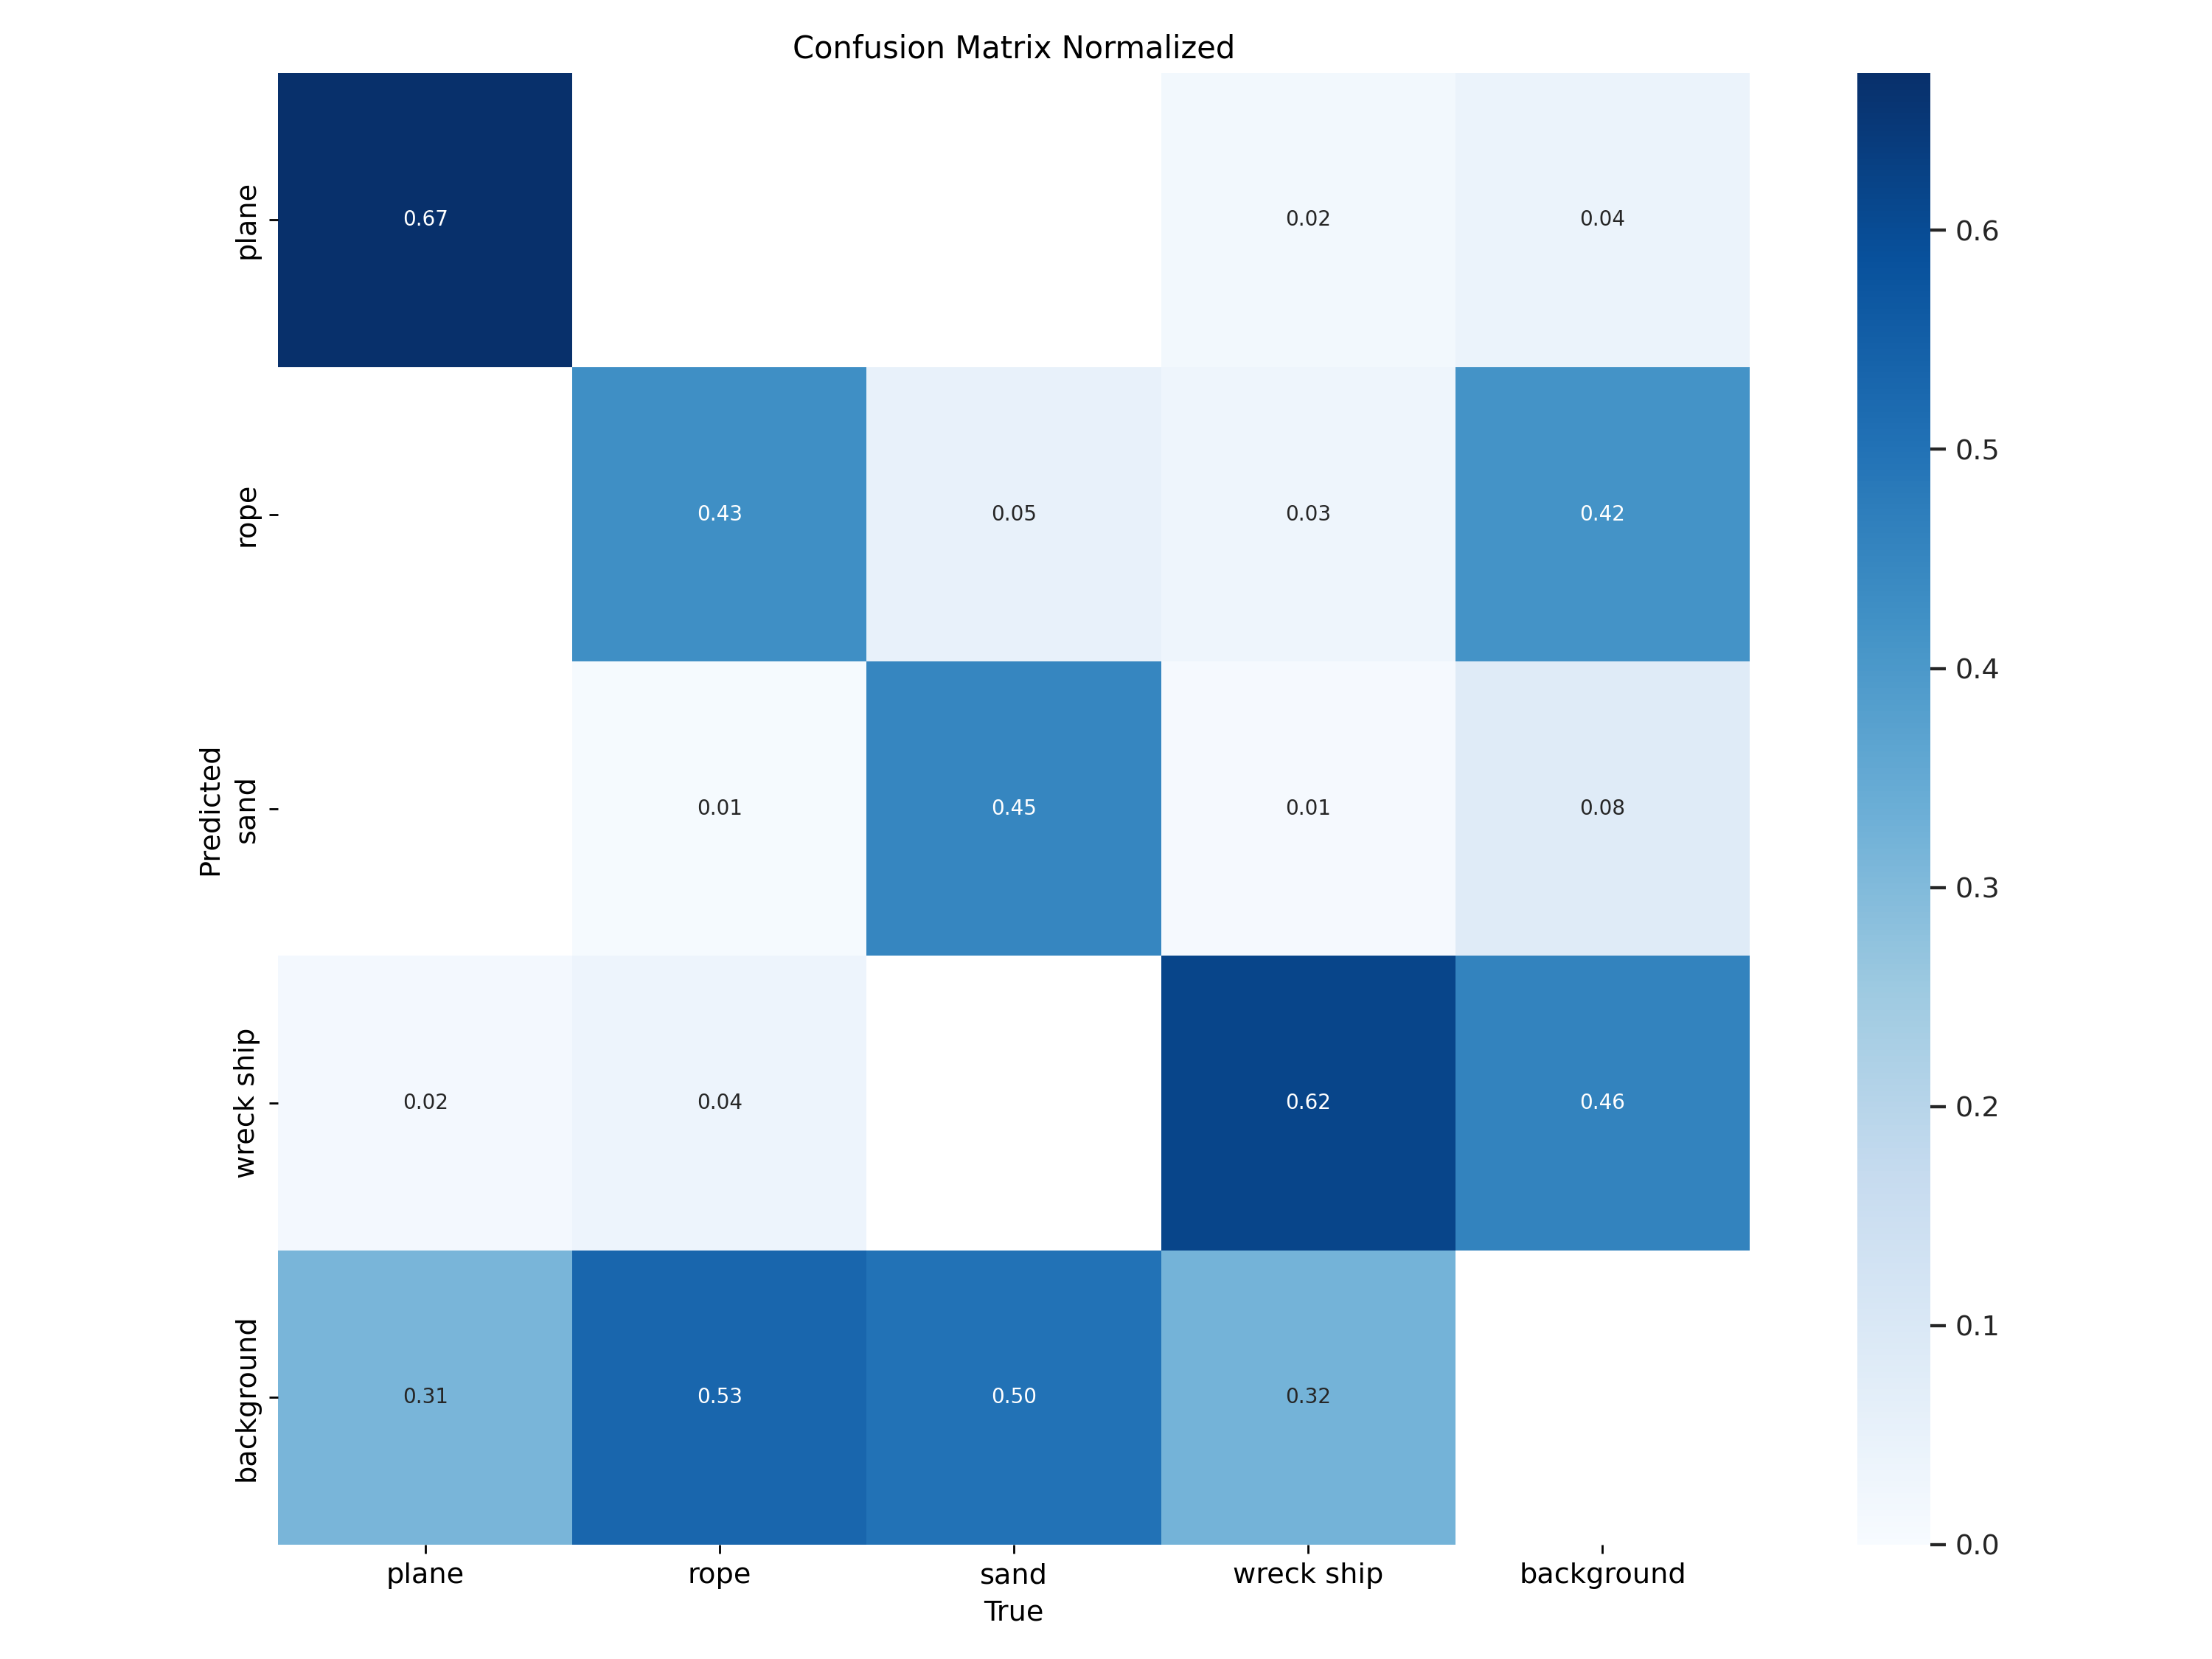 Confusion Matrix Normalized
plane
0.67
0.02
0.04
rope
0.43
0.05
0.03
0.42
sand
0.01
0.45
0.01
0.08
wreck ship
0.02
0.04
0.62
0.46
background
0.31
0.53
0.50
0.32
Predicted
plane rope sand wreck ship background
True
0.6
0.5
0.4
0.3
0.2
0.1
0.0